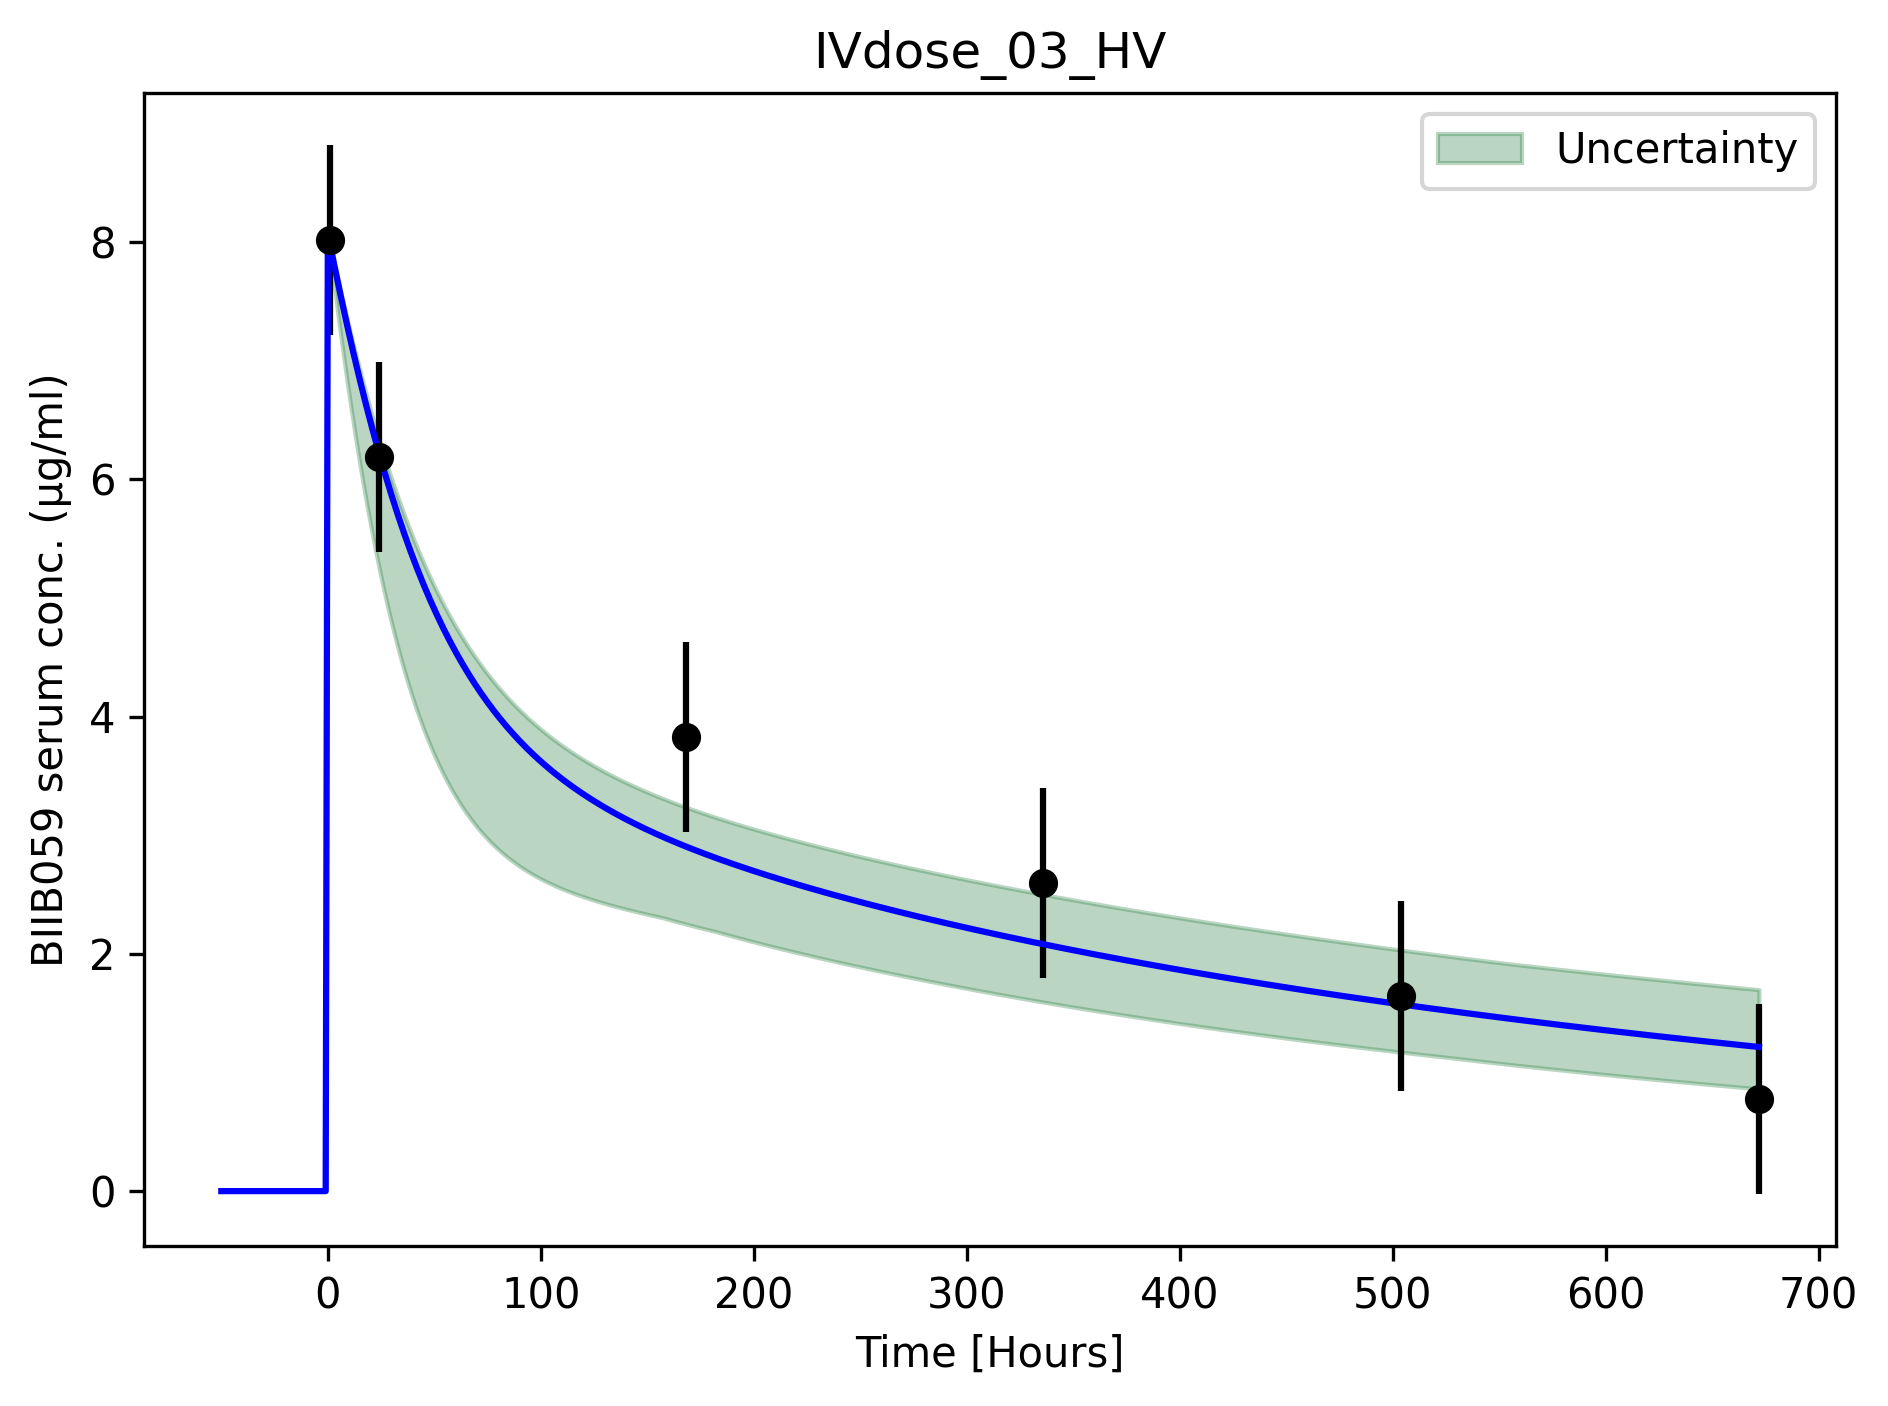 IVdose_03_HV
Uncertainty
BIIB059 serum conc. (μg/ml)
8
6
4
2
0
0 100 200 300 400 500 600 700
Time [Hours]